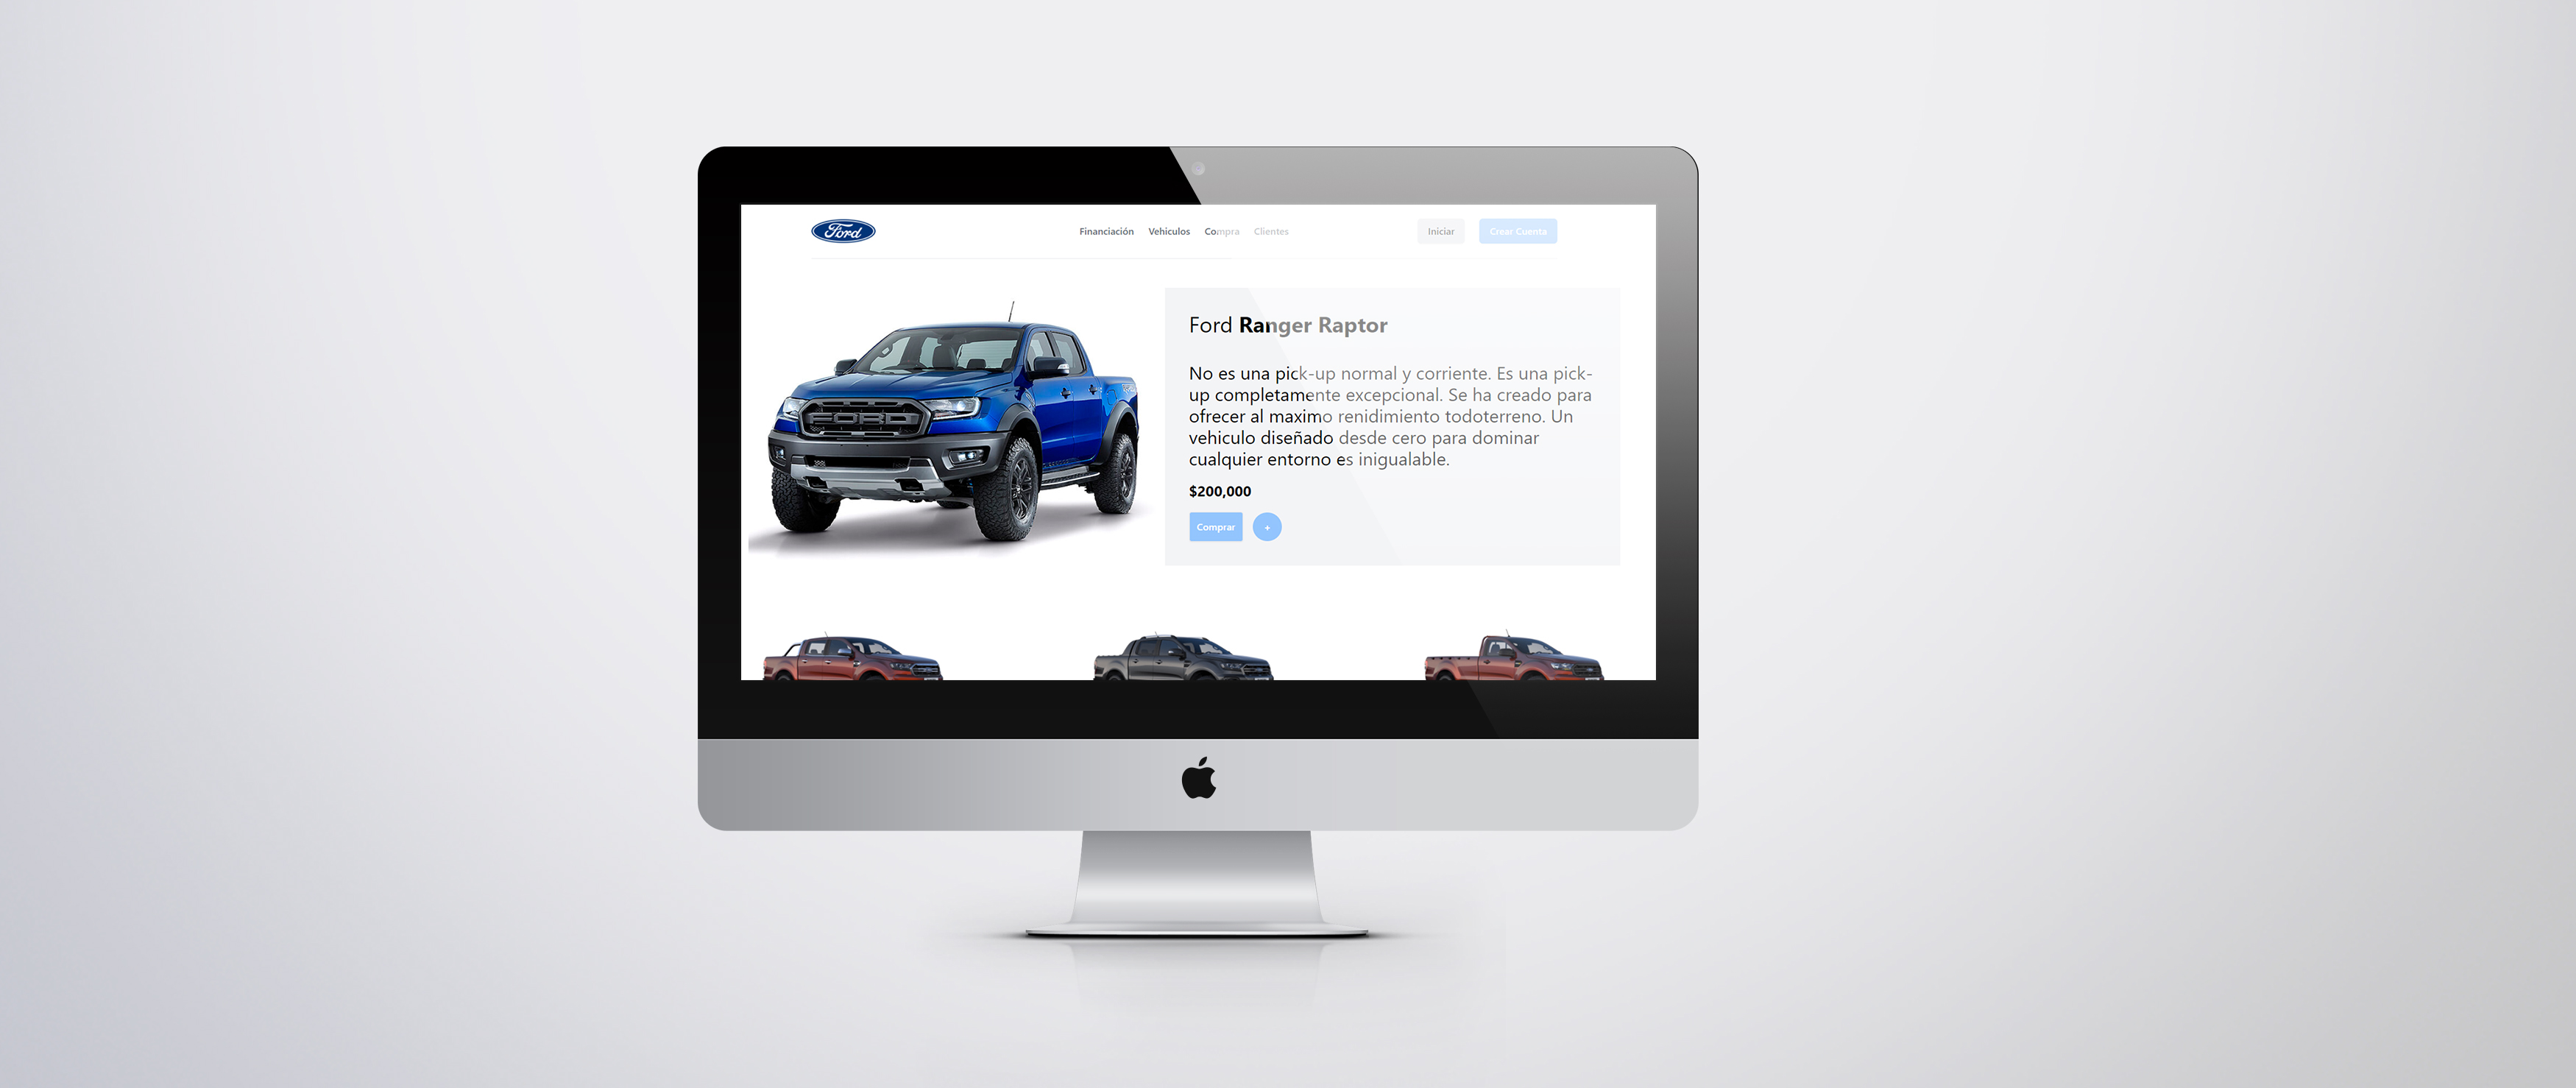 Ford
Financiación Vehiculos Compra Clientes
Iniciar Crear Cuenta
FORD
Ford Ranger Raptor
No es una pick-up normal y corriente. Es una pick-
up completamente excepcional. Se ha creado para
ofrecer al maximo renidimiento todoterreno. Un
vehiculo diseñado desde cero para dominar
cualquier entorno es inigualable.
$200,000
Comprar +